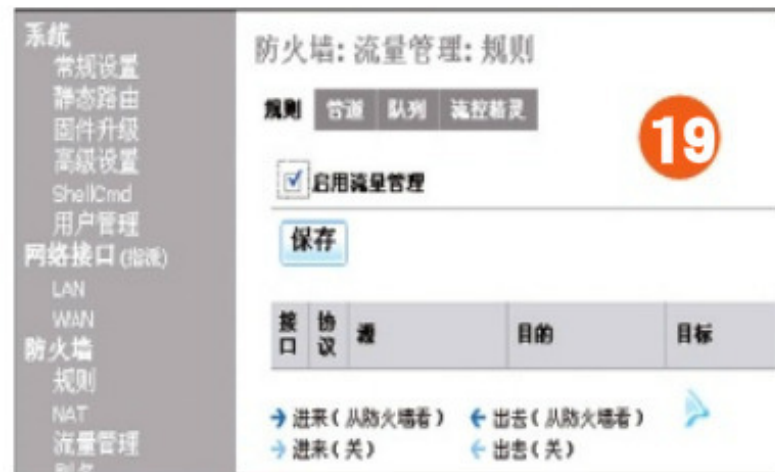 系统
常规设置
静态路由
固件升级
高级设置
ShellCmd
用户管理
网络接口(指派)
LAN
WAN
防火墙
规则
NAT
流量管理
防火墙: 流量管理: 规则
规则 管道 队列 流控精灵
19
启用流量管理
保存
接口 协议 源 目的 目标
进来(从防火墙看) 出去(从防火墙看)
进来(关) 出去(关)